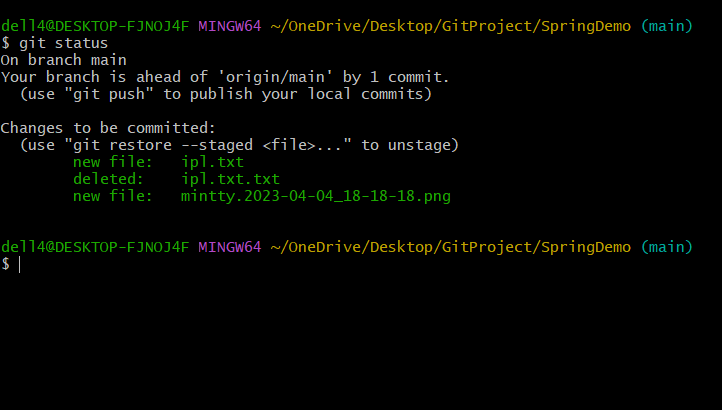 dell4@DESKTOP-FJNOJ4F MINGW64 ~/OneDrive/Desktop/GitProject/SpringDemo (main)
$ git status
On branch main
Your branch is ahead of 'origin/main' by 1 commit.
  (use "git push" to publish your local commits)

Changes to be committed:
  (use "git restore --staged <file>..." to unstage)
        new file:   ipl.txt
        deleted:    ipl.txt.txt
        new file:   mintty.2023-04-04_18-18-18.png

dell4@DESKTOP-FJNOJ4F MINGW64 ~/OneDrive/Desktop/GitProject/SpringDemo (main)
$